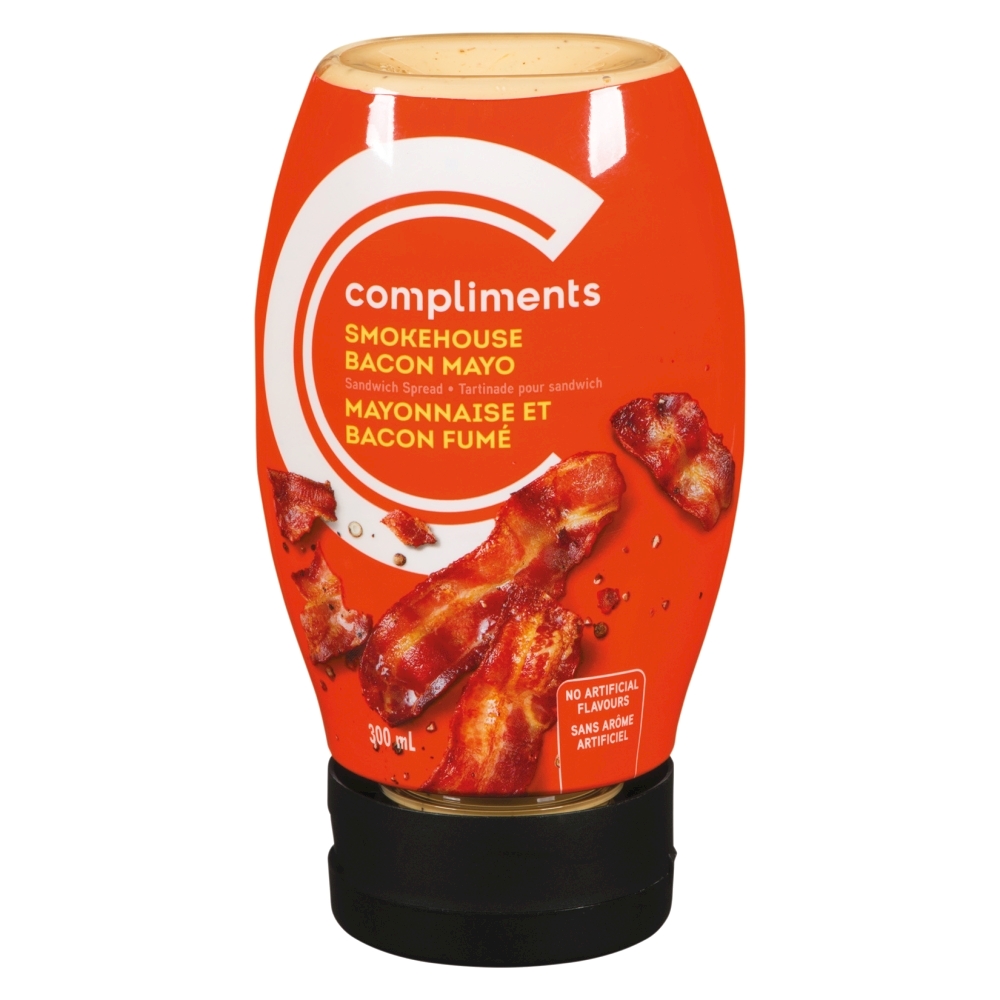 compliments
SMOKEHOUSE
BACON MAYO
Sandwich Spread • Tartinade pour sandwich
MAYONNAISE ET
BACON FUMÉ
300 mL
NO ARTIFICIAL
FLAVOURS
SANS ARÔME
ARTIFICIEL